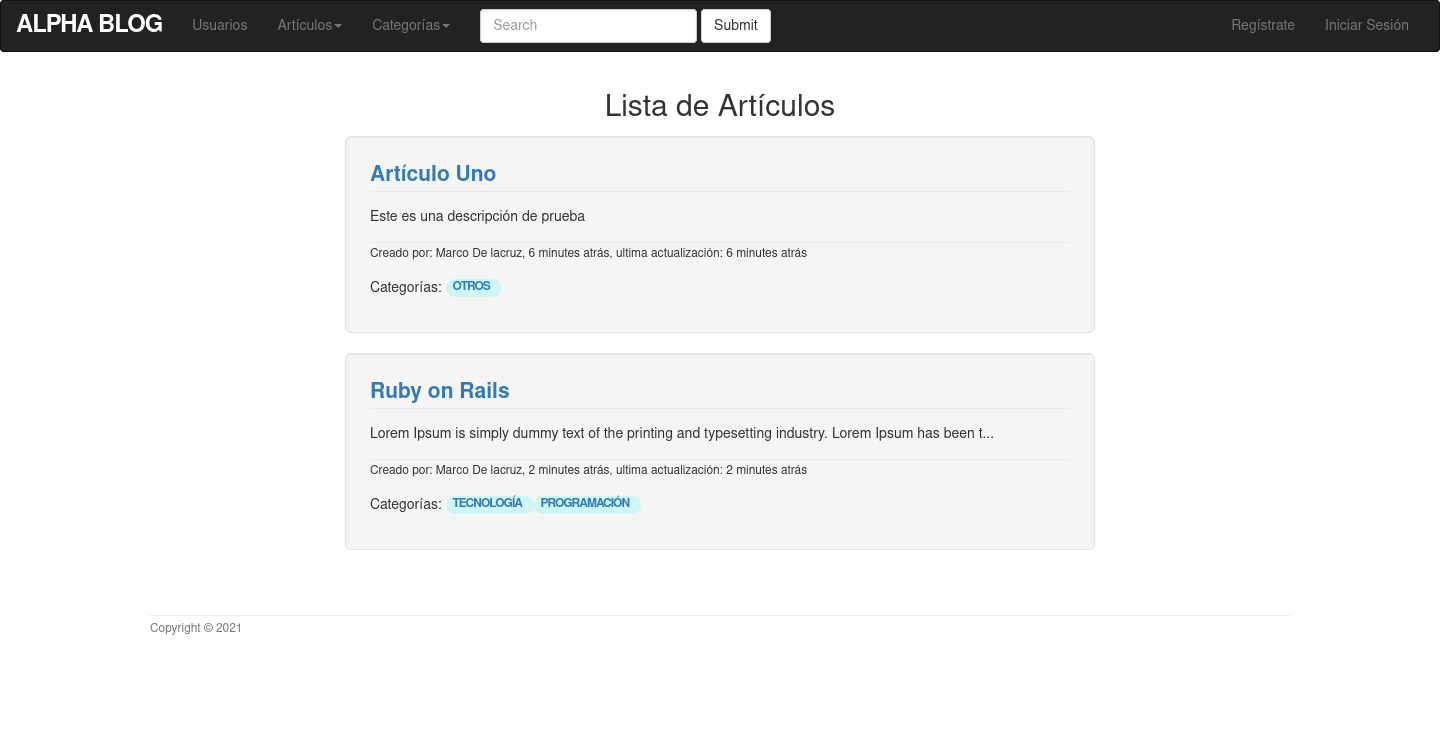 ALPHA BLOG Usuarios Artículos Categorías Search Submit Regístrate Iniciar Sesión
Lista de Artículos
Artículo Uno
Este es una descripción de prueba
Creado por: Marco De lacruz, 6 minutes atrás, ultima actualización: 6 minutes atrás
Categorías: OTROS
Ruby on Rails
Lorem Ipsum is simply dummy text of the printing and typesetting industry. Lorem Ipsum has been t...
Creado por: Marco De lacruz, 2 minutes atrás, ultima actualización: 2 minutes atrás
Categorías: TECNOLOGÍA PROGRAMACIÓN
Copyright © 2021